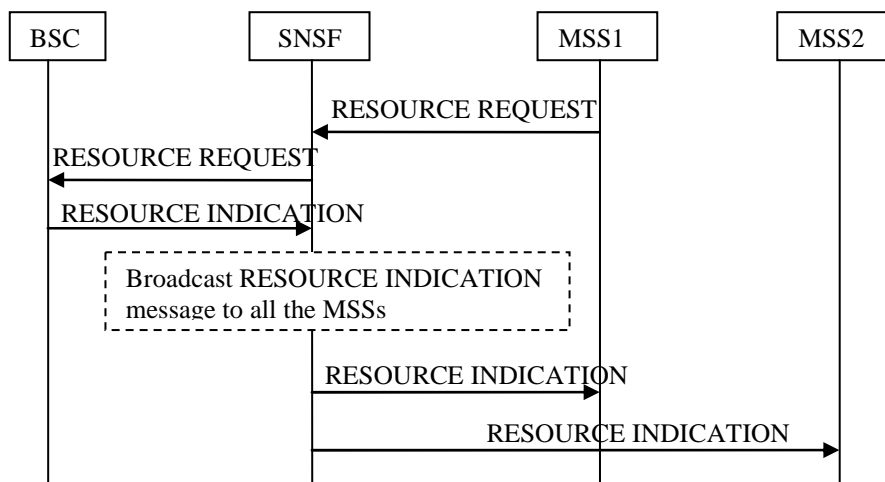 BSC
SNSF
MSS1
MSS2
RESOURCE REQUEST
RESOURCE REQUEST
RESOURCE INDICATION
Broadcast RESOURCE INDICATION
message to all the MSSs
RESOURCE INDICATION
RESOURCE INDICATION